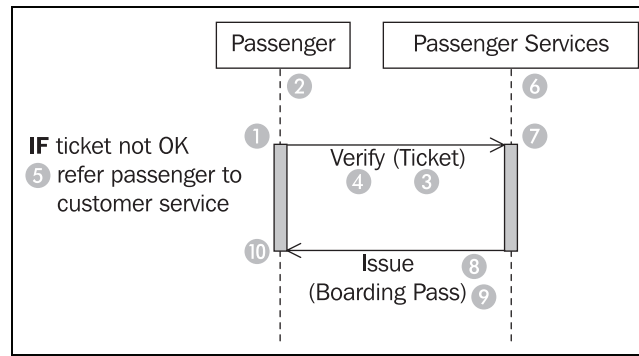 Passenger
Passenger Services
2
6
IF ticket not OK
1
7
Verify (Ticket)
5 refer passenger to
4
3
customer service
10
Issue
8
(Boarding Pass) 9